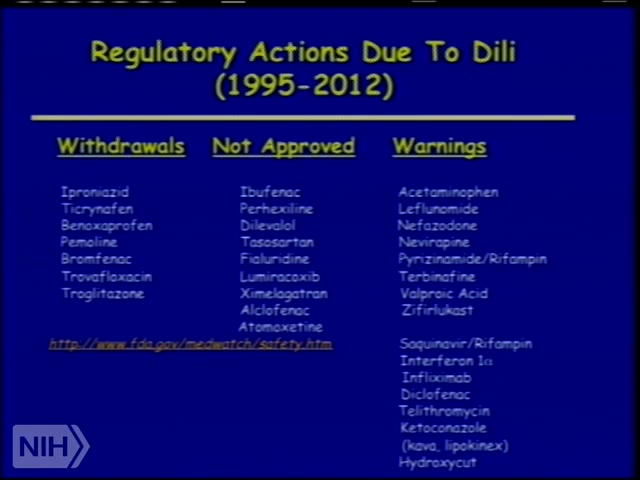 Regulatory Actions Due To Dili
(1995-2012)
Withdrawals
Iproniazid
Ticrynafen
Benoxaprofen
Pemoline
Bromfenac
Trovafloxacin
Troglitazone
Not Approved
Ibufenac
Perhexiline
Dilevalol
Tasosartan
Fialuridine
Lumiracoxib
Ximelagatran
Alclofenac
Atomoxetine
http://www.fda.gov/medwatch/safety.htm
Warnings
Acetaminophen
Leflunomide
Nefazodone
Nevirapine
Pyrizinamide/Rifampin
Terbinafine
Valproic Acid
Zifirlukast
Saquinavir/Rifampin
Interferon 1α
Infliximab
Diclofenac
Telithromycin
Ketoconazole
(kava, lipokinex)
Hydroxycut
NIH